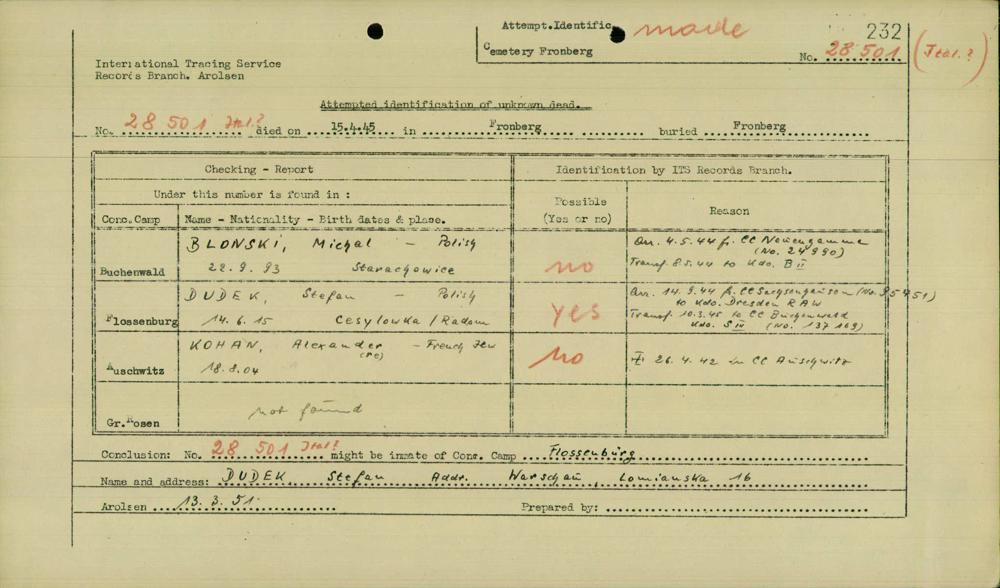 Attempt.Identific. made
232
Cemetery Fronberg
No. 28 501 (Ital.?)
International Tracing Service
Records Branch. Arolsen
Attempted identification of unknown dead.
No. 28 501 Ital? died on 15.4.45 in Fronberg buried Fronberg
Checking - Report
Identification by ITS Records Branch.
Under this number is found in :
Possible
(Yes or no)
Reason
Conc. Camp
Name - Nationality - Birth dates & place.
BLONSKI, Michal - Polish
Arr. 4.5.44 fr. CC Neuengamme
(No. 24990)
Buchenwald
22.9.93 Starachowice
no
Transf. 8.5.44 to Kdo. B II
DUDEK, Stefan - Polish
Arr. 14.9.44 fr. CC Sachsenhausen (No. 95451)
to Kdo. Dresden RAW
Flossenburg
14.6.15 Cesylowka / Radom
yes
Transf. 10.3.45 to CC Buchenwald
Kdo. S III (No. 137169)
KOHAN, Alexander - French Jew
(re)
Auschwitz
18.8.04
no
26.4.42 in CC Auschwitz
Gr.Rosen
not found
Conclusion: No. 28 501 Ital? might be inmate of Conc. Camp Flossenbürg
Name and address: DUDEK Stefan Addr. Warschau, Lomianska 16
Arolsen 13.3.51
Prepared by: